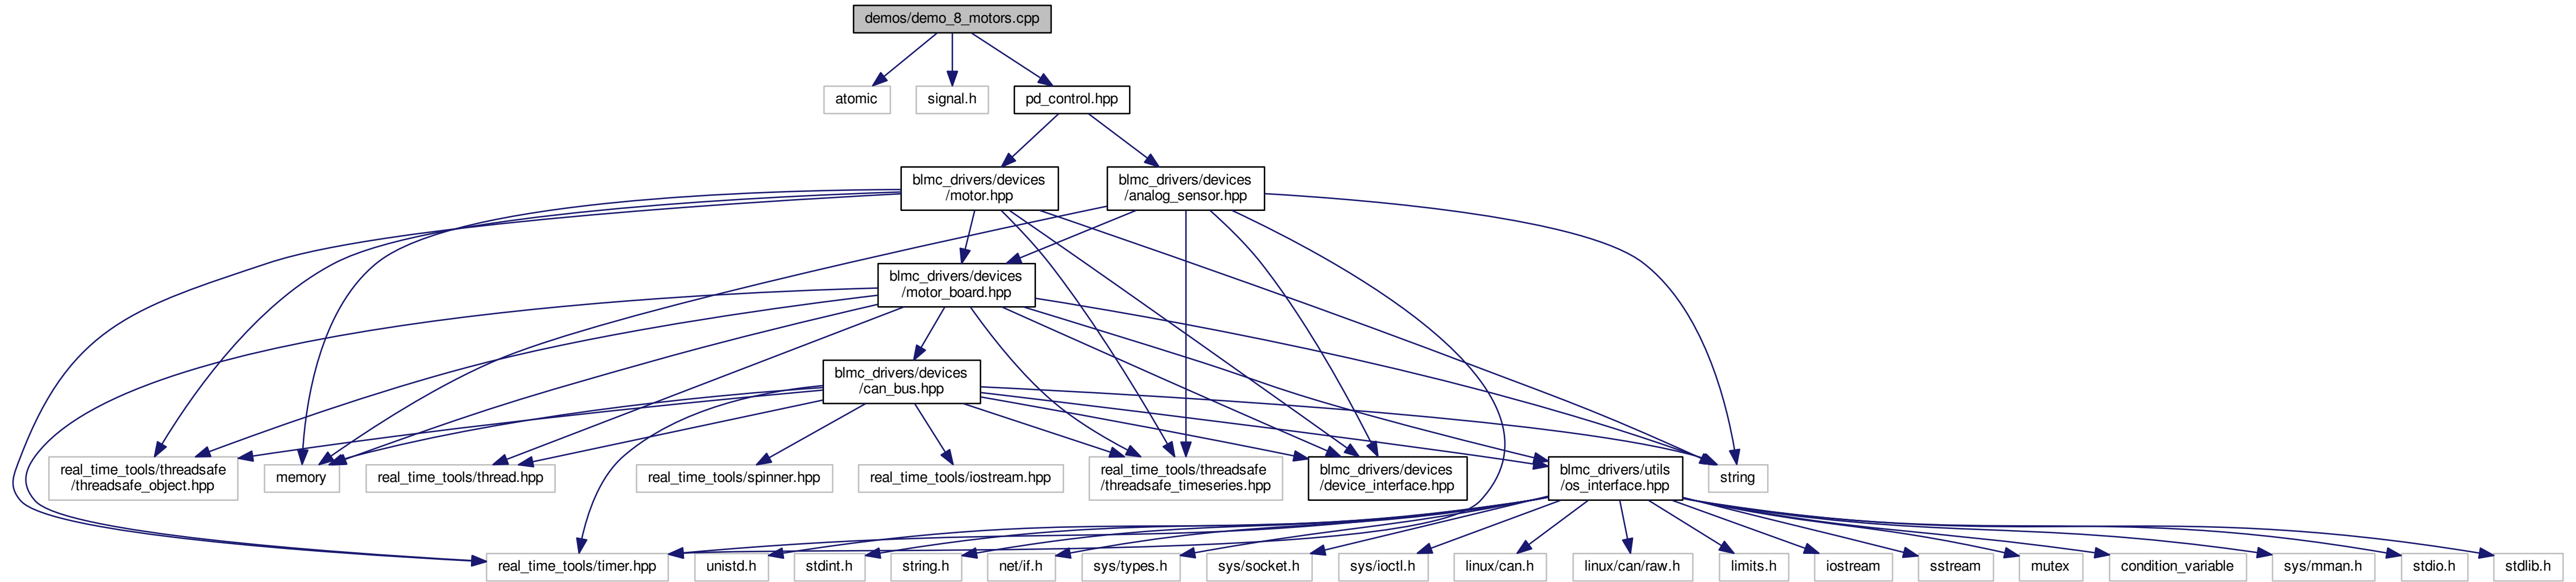 demos/demo_8_motors.cpp
atomic
signal.h
pd_control.hpp
blmc_drivers/devices
/motor.hpp
blmc_drivers/devices
/analog_sensor.hpp
blmc_drivers/devices
/motor_board.hpp
blmc_drivers/devices
/can_bus.hpp
real_time_tools/threadsafe
/threadsafe_object.hpp
memory
real_time_tools/thread.hpp
real_time_tools/spinner.hpp
real_time_tools/iostream.hpp
real_time_tools/threadsafe
/threadsafe_timeseries.hpp
blmc_drivers/devices
/device_interface.hpp
blmc_drivers/utils
/os_interface.hpp
string
real_time_tools/timer.hpp
unistd.h
stdint.h
string.h
net/if.h
sys/types.h
sys/socket.h
sys/ioctl.h
linux/can.h
linux/can/raw.h
limits.h
iostream
sstream
mutex
condition_variable
sys/mman.h
stdio.h
stdlib.h